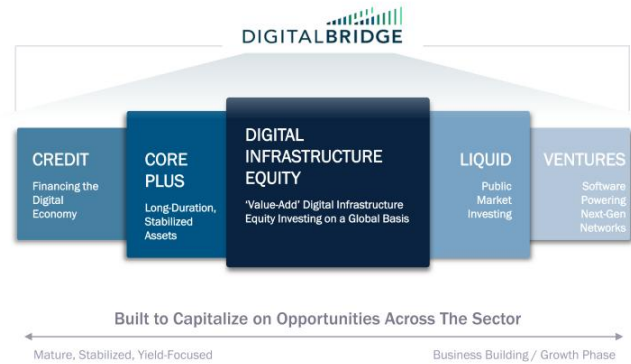 DIGITALBRIDGE
CREDIT
Financing the
Digital
Economy
CORE
PLUS
Long-Duration,
Stabilized
Assets
DIGITAL
INFRASTRUCTURE
EQUITY
‘Value-Add’ Digital Infrastructure
Equity Investing on a Global Basis
LIQUID
Public
Market
Investing
VENTURES
Software
Powering
Next-Gen
Networks
Built to Capitalize on Opportunities Across The Sector
Mature, Stabilized, Yield-Focused
Business Building / Growth Phase